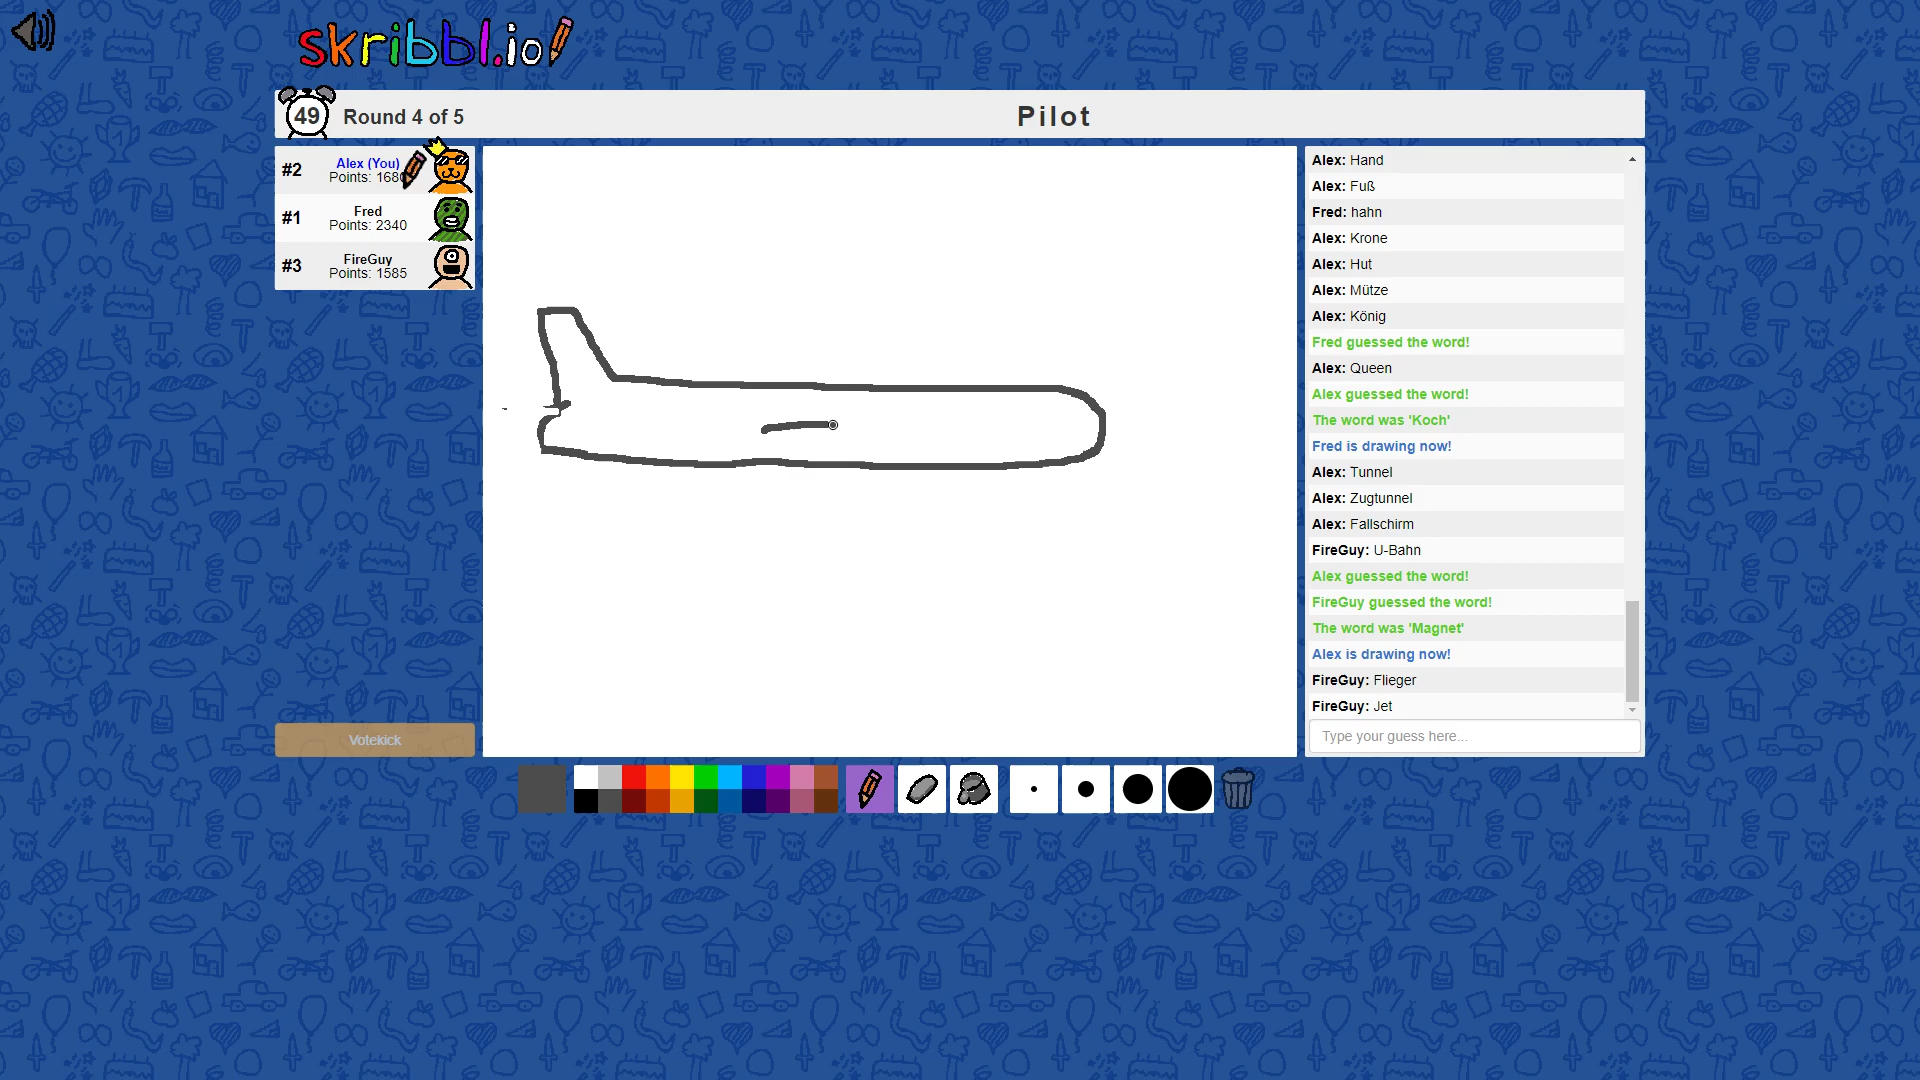 skribbl.io
49
Round 4 of 5
Pilot
#2
Alex (You)
Points: 1680
#1
Fred
Points: 2340
#3
FireGuy
Points: 1585
Votekick
Alex: Hand
Alex: Fuß
Fred: hahn
Alex: Krone
Alex: Hut
Alex: Mütze
Alex: König
Fred guessed the word!
Alex: Queen
Alex guessed the word!
The word was 'Koch'
Fred is drawing now!
Alex: Tunnel
Alex: Zugtunnel
Alex: Fallschirm
FireGuy: U-Bahn
Alex guessed the word!
FireGuy guessed the word!
The word was 'Magnet'
Alex is drawing now!
FireGuy: Flieger
FireGuy: Jet
Type your guess here...